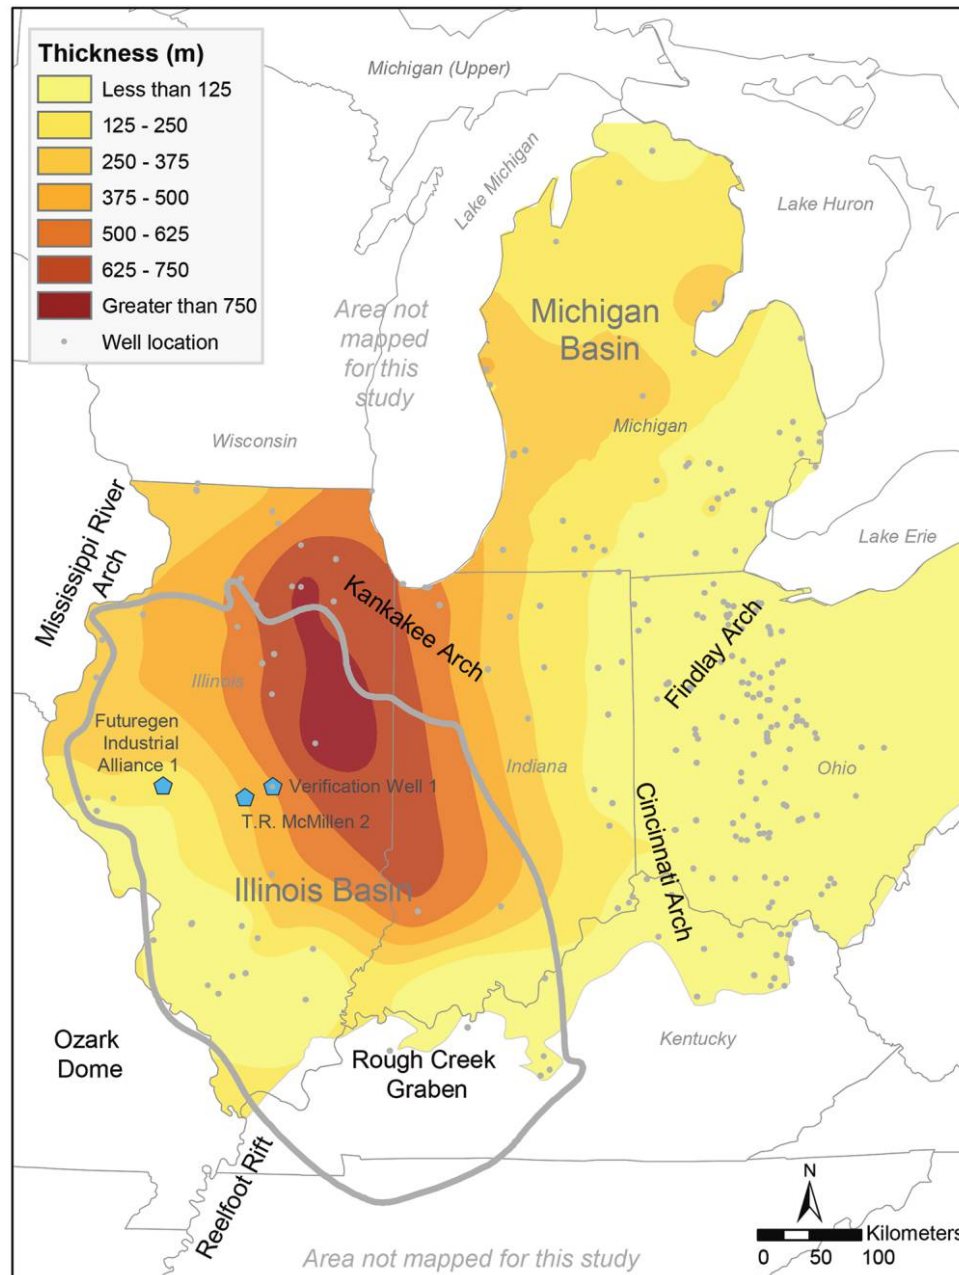 Thickness (m)
Less than 125
125 - 250
250 - 375
375 - 500
500 - 625
625 - 750
Greater than 750
Well location
Michigan (Upper)
Lake Michigan
Lake Huron
Area not
mapped
for this
study
Michigan
Basin
Michigan
Wisconsin
Lake Erie
Mississippi River
Arch
Kankakee Arch
Findlay Arch
Illinois
Futuregen
Industrial
Alliance 1
Verification Well 1
T.R. McMillen 2
Indiana
Ohio
Cincinnati Arch
Illinois Basin
Ozark
Dome
Rough Creek
Graben
Kentucky
Reelfoot Rift
N
Kilometers
0 50 100
Area not mapped for this study